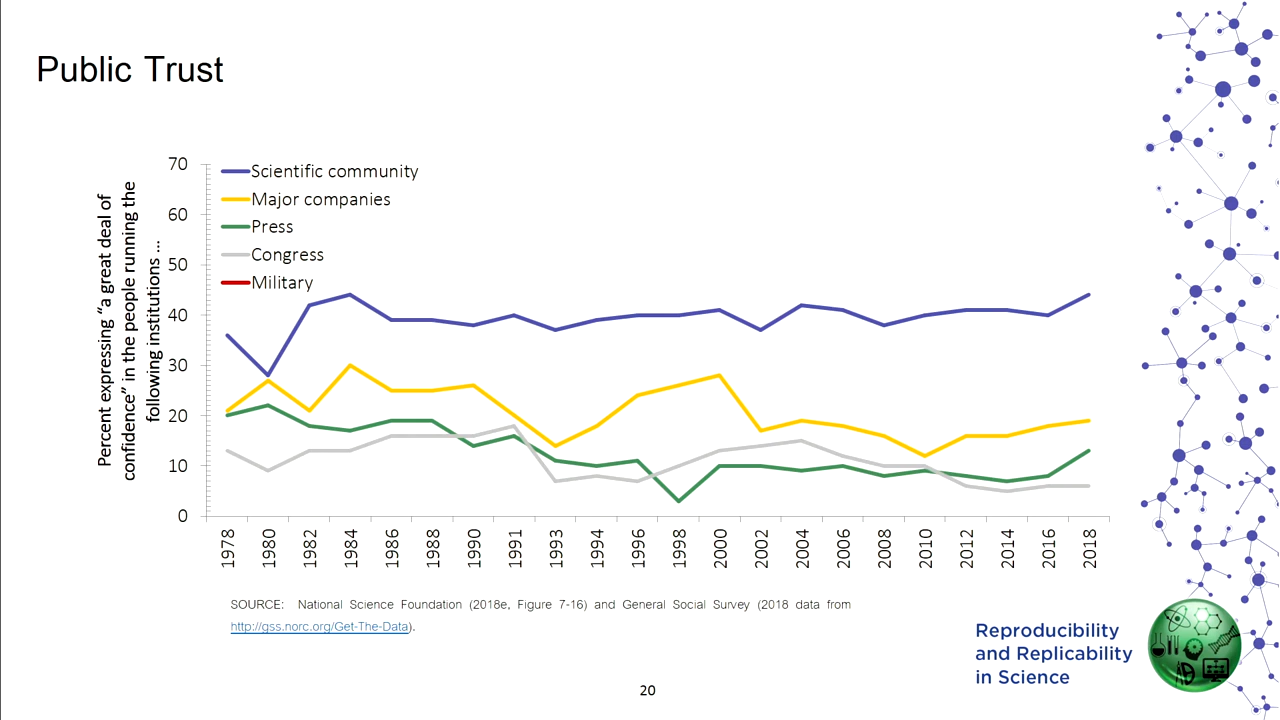 Public Trust
Percent expressing “a great deal of
confidence” in the people running the
following institutions ...
70
60
50
40
30
20
10
0
Scientific community
Major companies
Press
Congress
Military
1978
1980
1982
1984
1986
1988
1990
1991
1993
1994
1996
1998
2000
2002
2004
2006
2008
2010
2012
2014
2016
2018
SOURCE: National Science Foundation (2018e, Figure 7-16) and General Social Survey (2018 data from
http://gss.norc.org/Get-The-Data).
Reproducibility
and Replicability
in Science
20